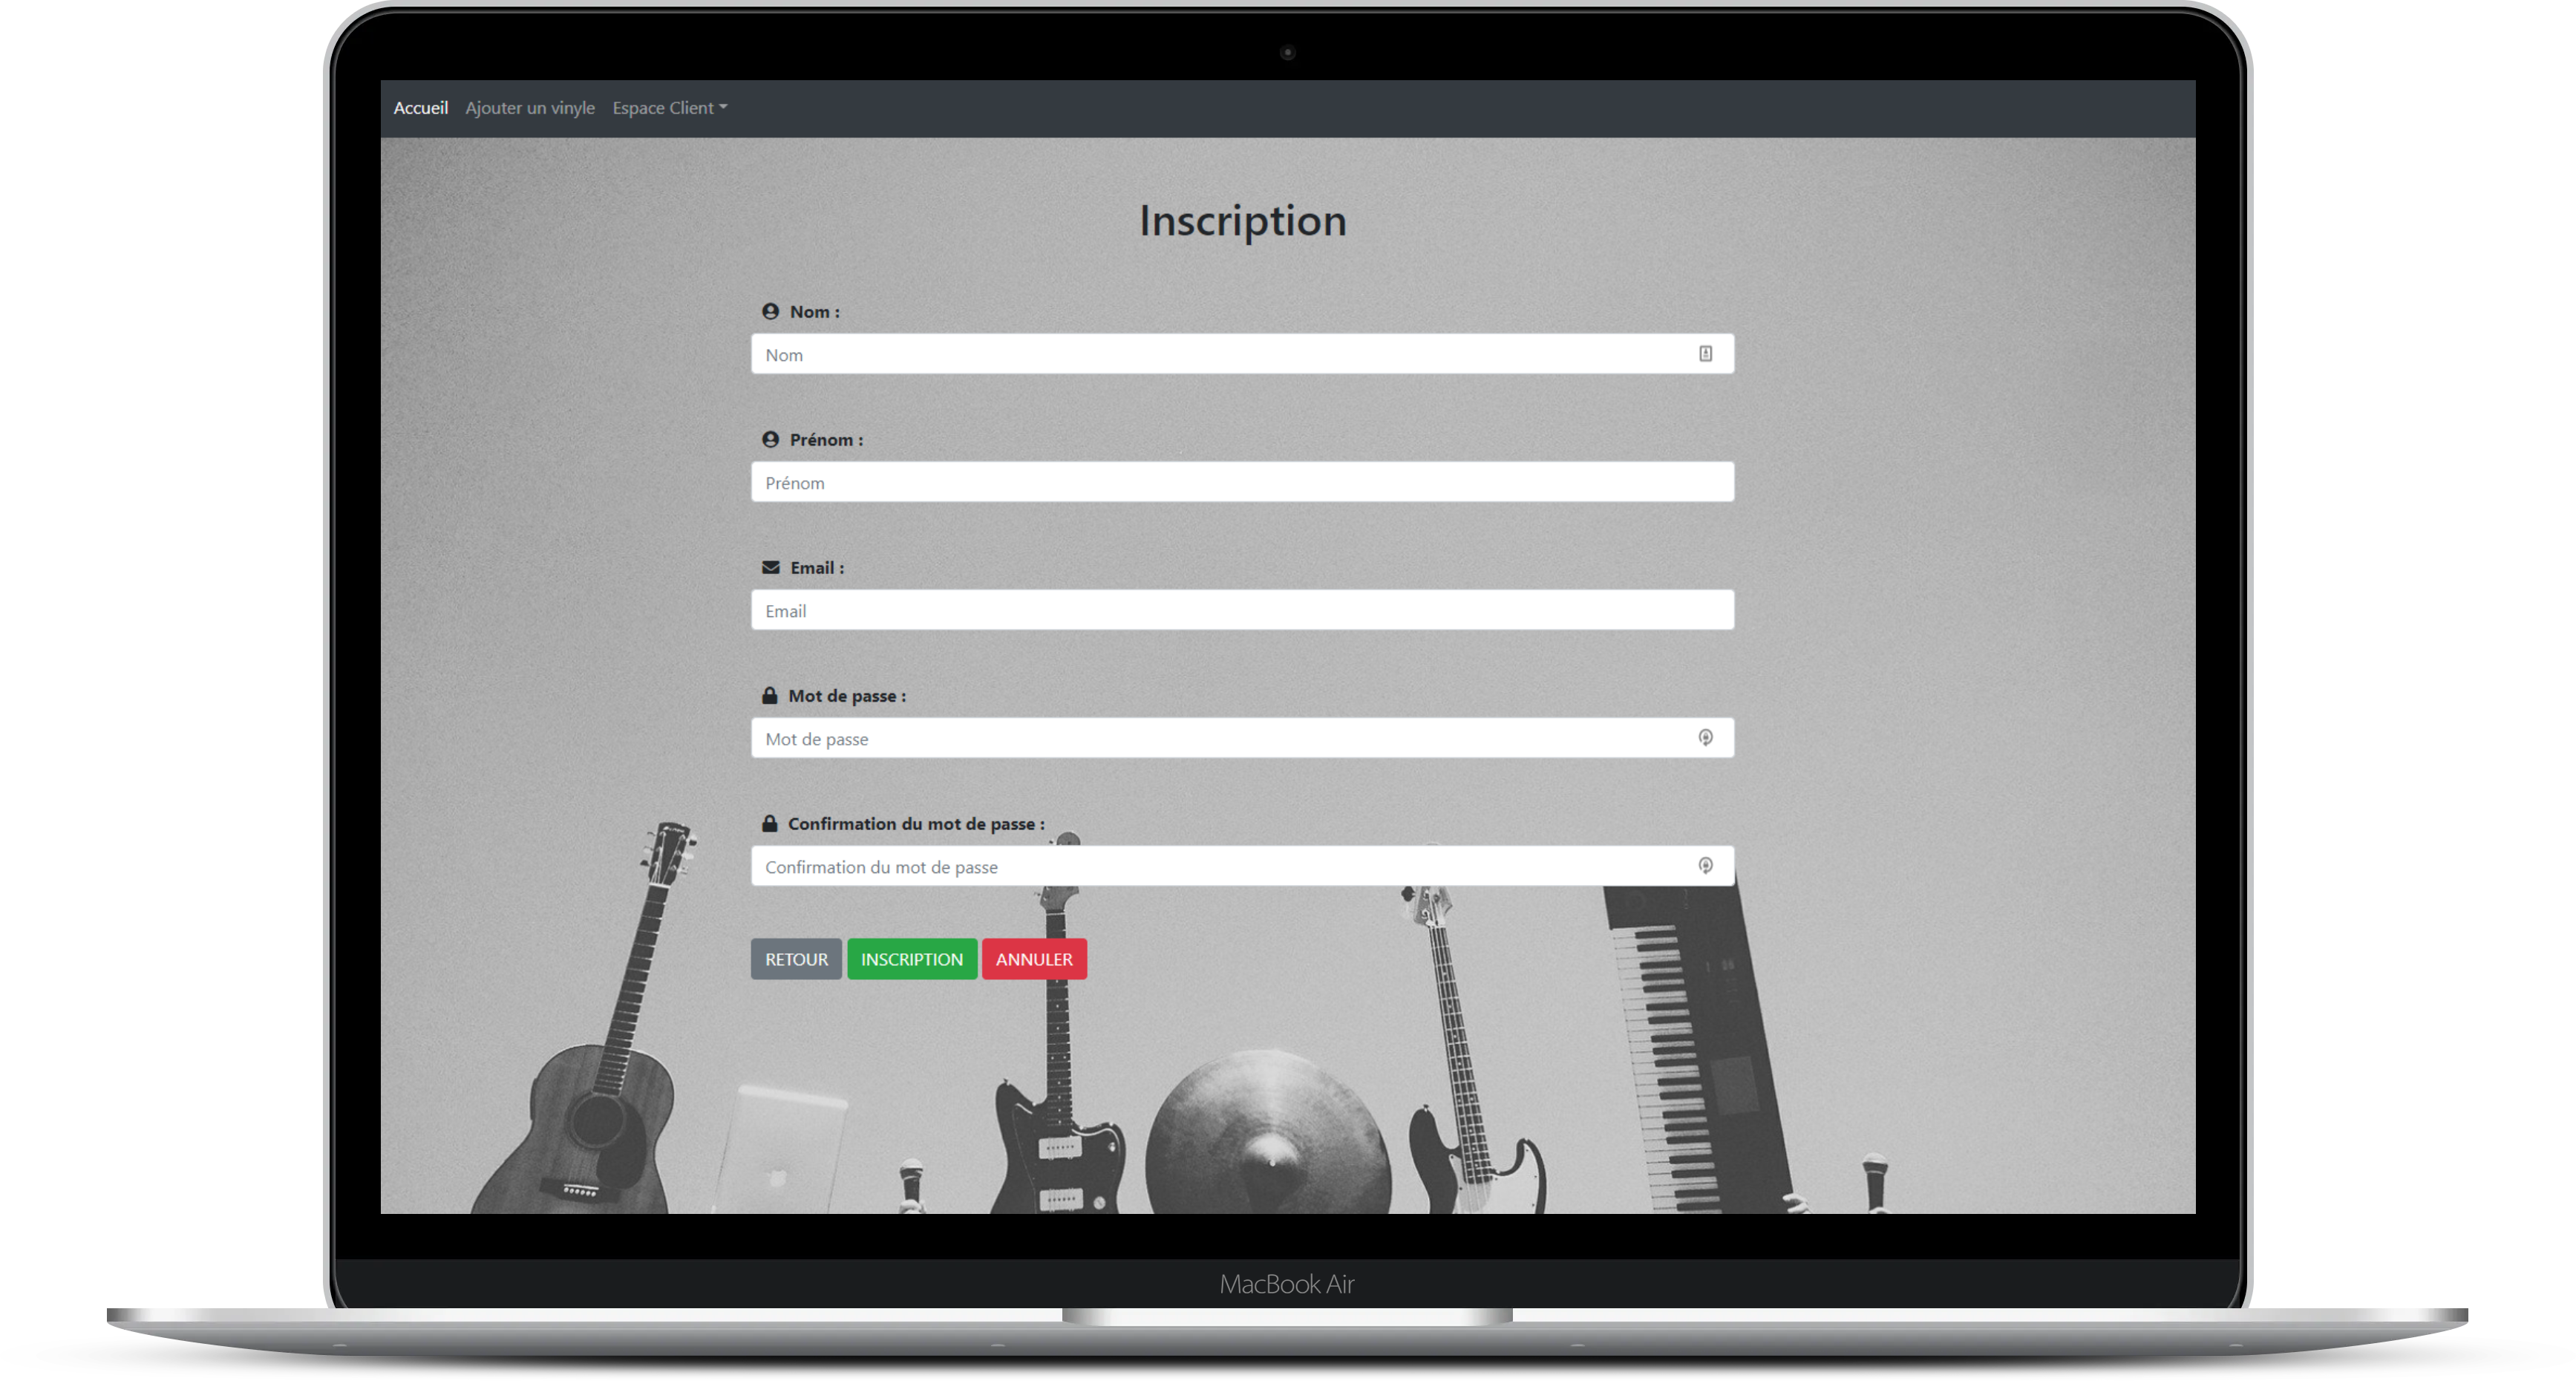 Accueil Ajouter un vinyle Espace Client
Inscription
Nom :
Nom
Prénom :
Prénom
Email :
Email
Mot de passe :
Mot de passe
Confirmation du mot de passe :
Confirmation du mot de passe
RETOUR INSCRIPTION ANNULER
MacBook Air